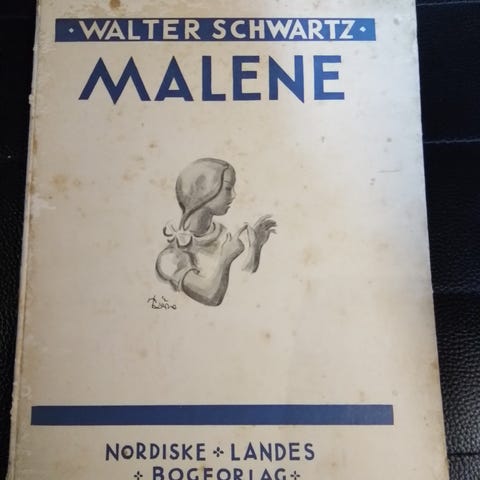 · WALTER SCHWARTZ ·
MALENE
NORDISKE ✢ LANDES
✢ BOGFORLAG ✢